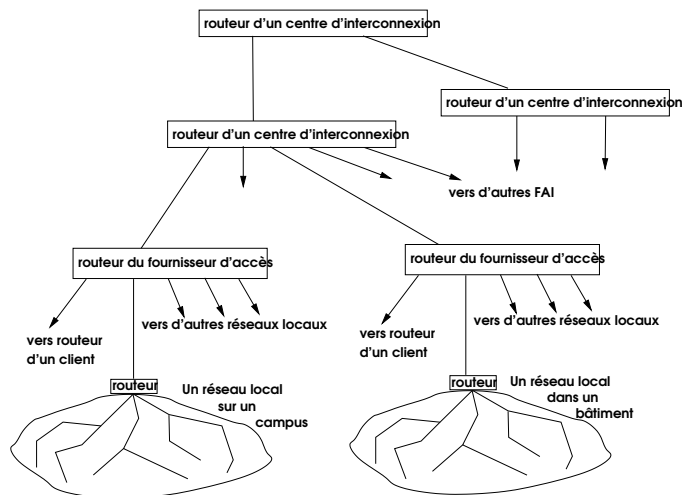 routeur d'un centre d'interconnexion
routeur d'un centre d'interconnexion
routeur d'un centre d'interconnexion
vers d'autres FAI
routeur du fournisseur d'accès
routeur du fournisseur d'accès
vers routeur
d'un client
vers d'autres réseaux locaux
vers routeur
d'un client
vers d'autres réseaux locaux
routeur
Un réseau local
sur un
campus
routeur
Un réseau local
dans un
bâtiment